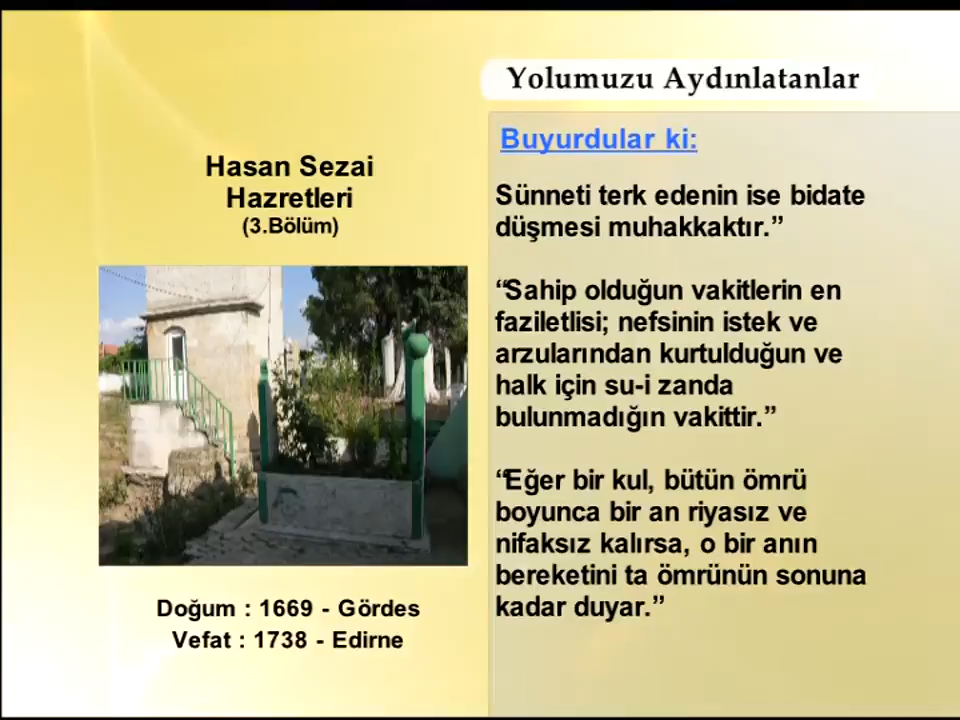 Yolumuzu Aydınlatanlar
Hasan Sezai
Hazretleri
(3.Bölüm)
Doğum : 1669 - Gördes
Vefat : 1738 - Edirne
Buyurdular ki:
Sünneti terk edenin ise bidate
düşmesi muhakkaktır.”
“Sahip olduğun vakitlerin en
faziletlisi; nefsinin istek ve
arzularından kurtulduğun ve
halk için su-i zanda
bulunmadığın vakittir.”
“Eğer bir kul, bütün ömrü
boyunca bir an riyasız ve
nifaksız kalırsa, o bir anın
bereketini ta ömrünün sonuna
kadar duyar.”